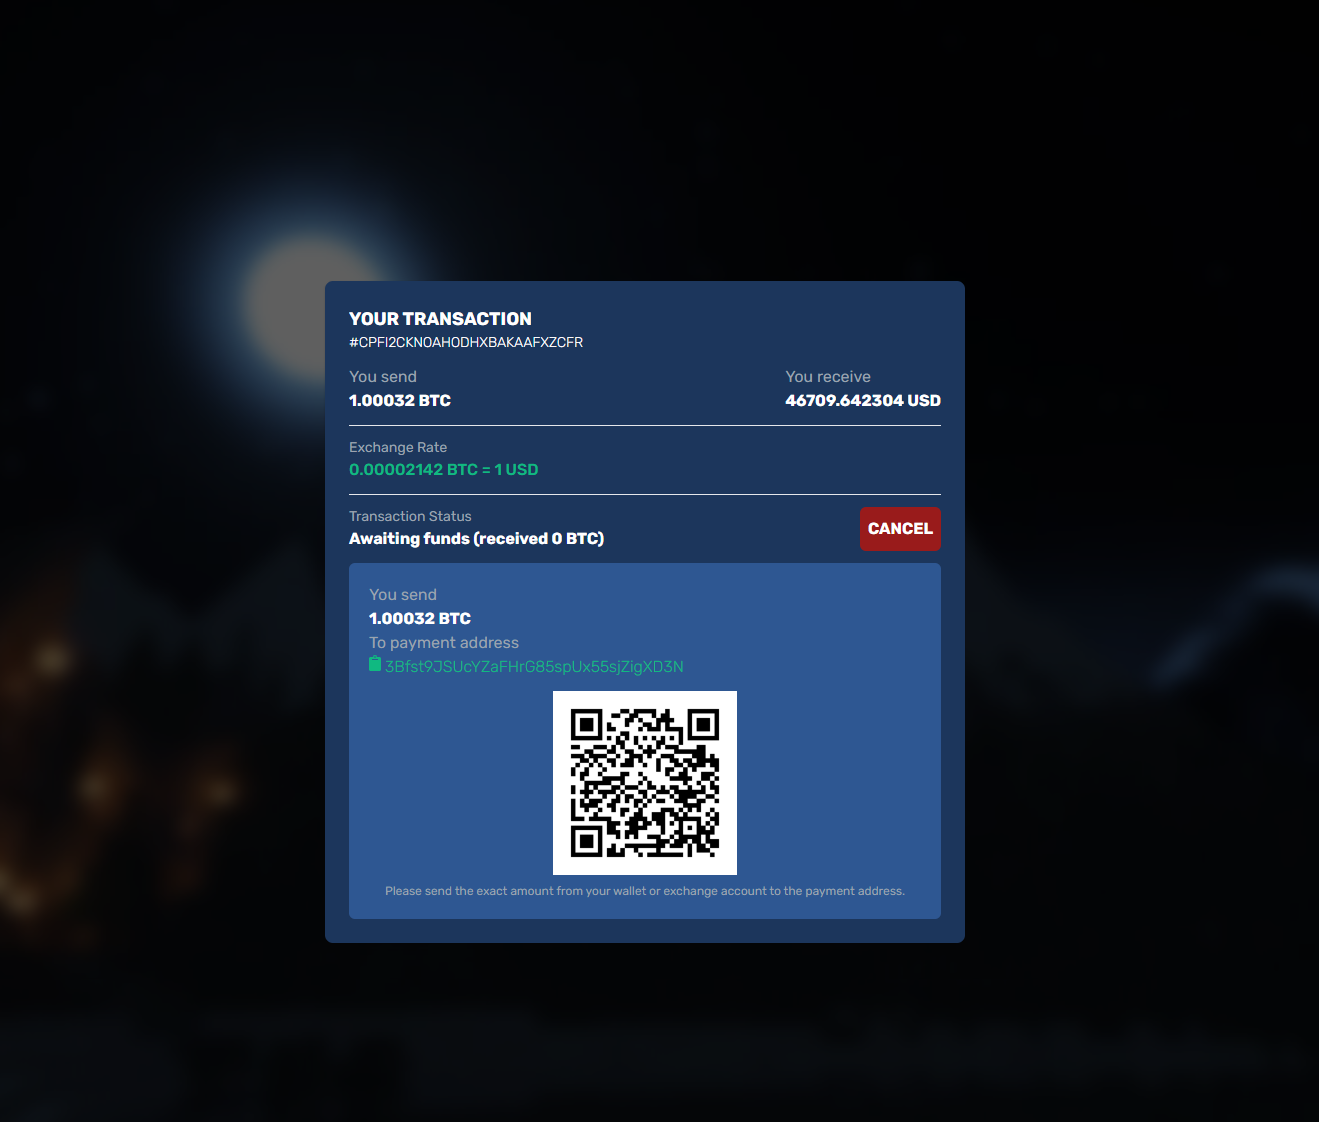 YOUR TRANSACTION
#CPFI2CKN0AHODHXBAKAAFXZCFR
You send
You receive
1.00032 BTC
46709.642304 USD
Exchange Rate
0.00002142 BTC = 1 USD
Transaction Status
Awaiting funds (received 0 BTC)
CANCEL
You send
1.00032 BTC
To payment address
3Bfst9JSUcYZaFHrG85spUx55sjZigXD3N
Please send the exact amount from your wallet or exchange account to the payment address.